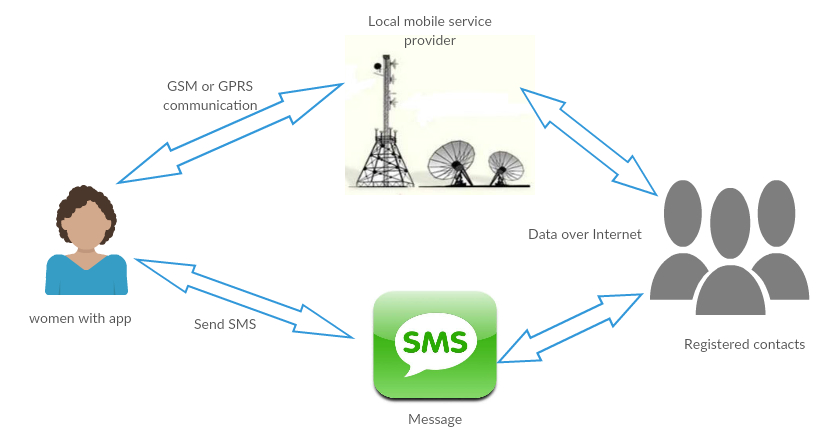 Local mobile service
provider
GSM or GPRS
communication
Data over Internet
women with app
Send SMS
SMS
Registered contacts
Message